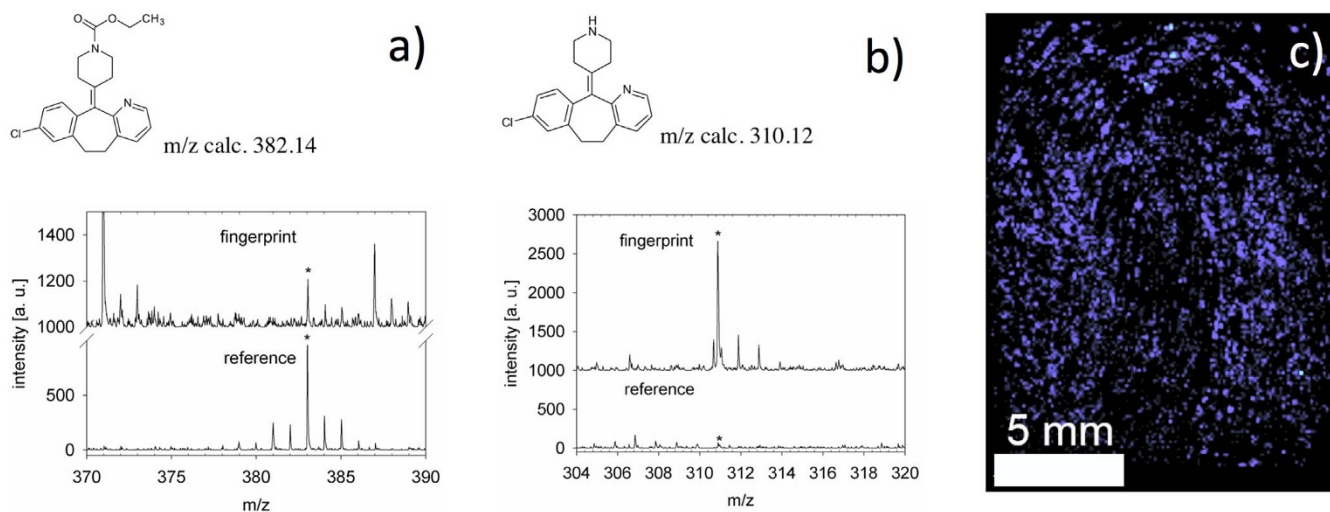 a)
O
O
CH3
N
N
Cl
m/z calc. 382.14
1400
1200
1000
500
0
fingerprint
*
reference
*
intensity [a. u.]
370 375 380 385 390
m/z
b)
H
N
N
Cl
m/z calc. 310.12
3000
2500
2000
1500
1000
500
0
fingerprint
*
reference
*
intensity [a. u.]
304 306 308 310 312 314 316 318 320
m/z
c)
5 mm